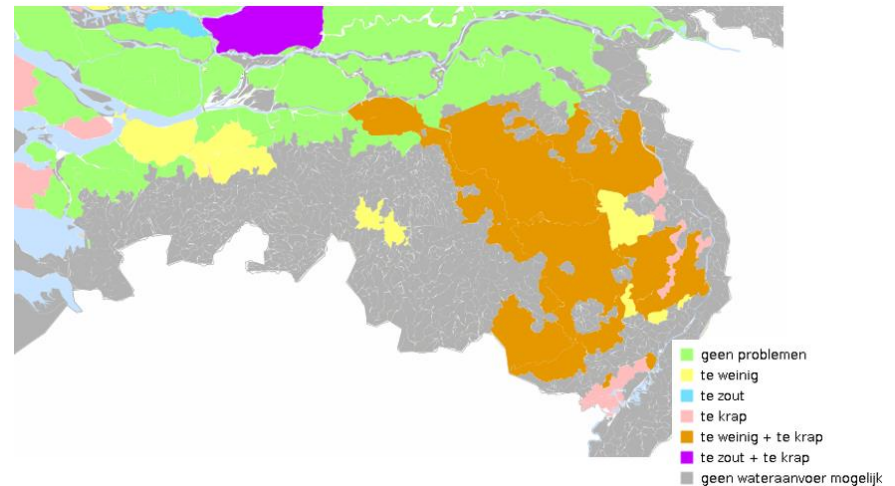 geen problemen
te weinig
te zout
te krap
te weinig + te krap
te zout + te krap
geen wateraanvoer mogelijk